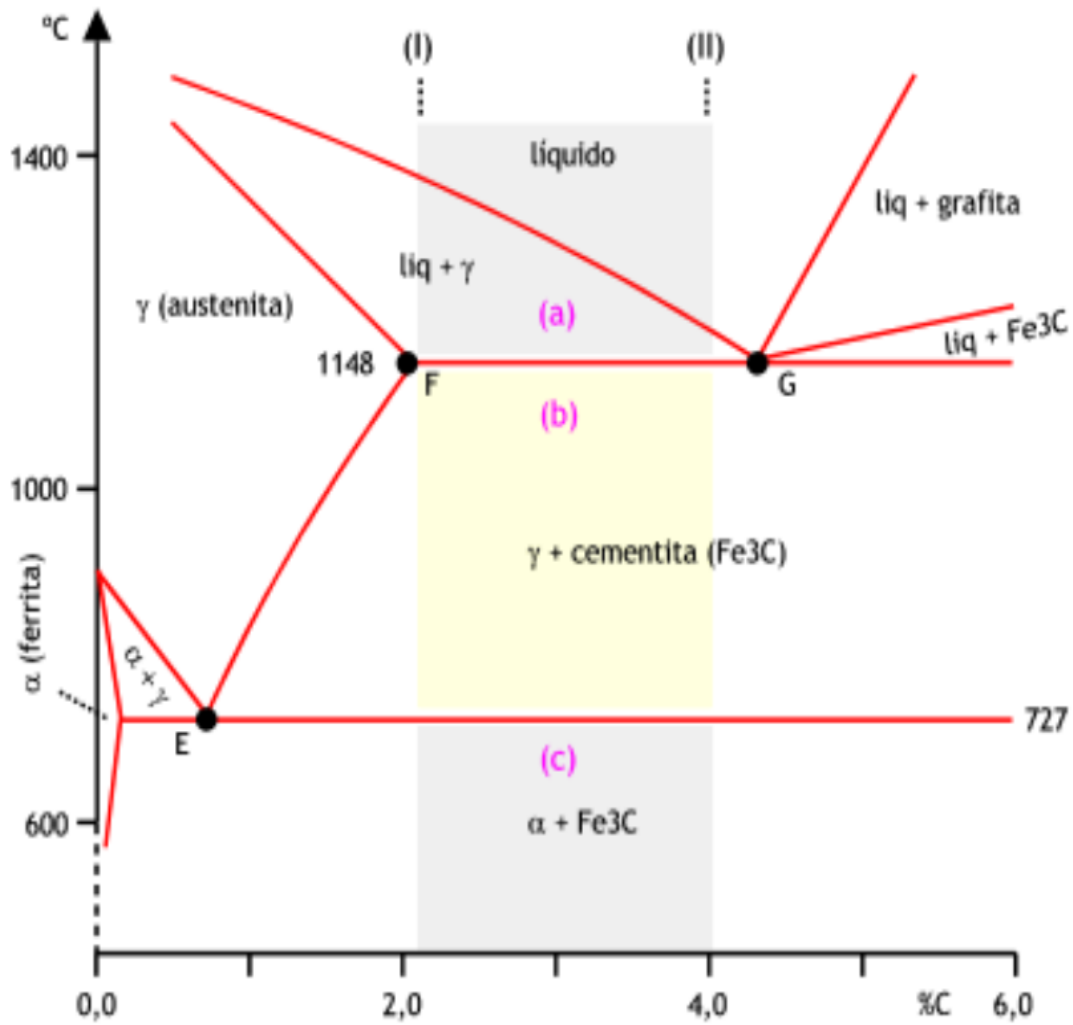 ºC
(I)
(II)
1400
líquido
liq + grafita
liq + γ
γ (austenita)
(a)
liq + Fe3C
1148
F
G
(b)
1000
γ + cementita (Fe3C)
α (ferrita)
α + γ
727
E
(c)
600
α + Fe3C
0,0
2,0
4,0
%C
6,0